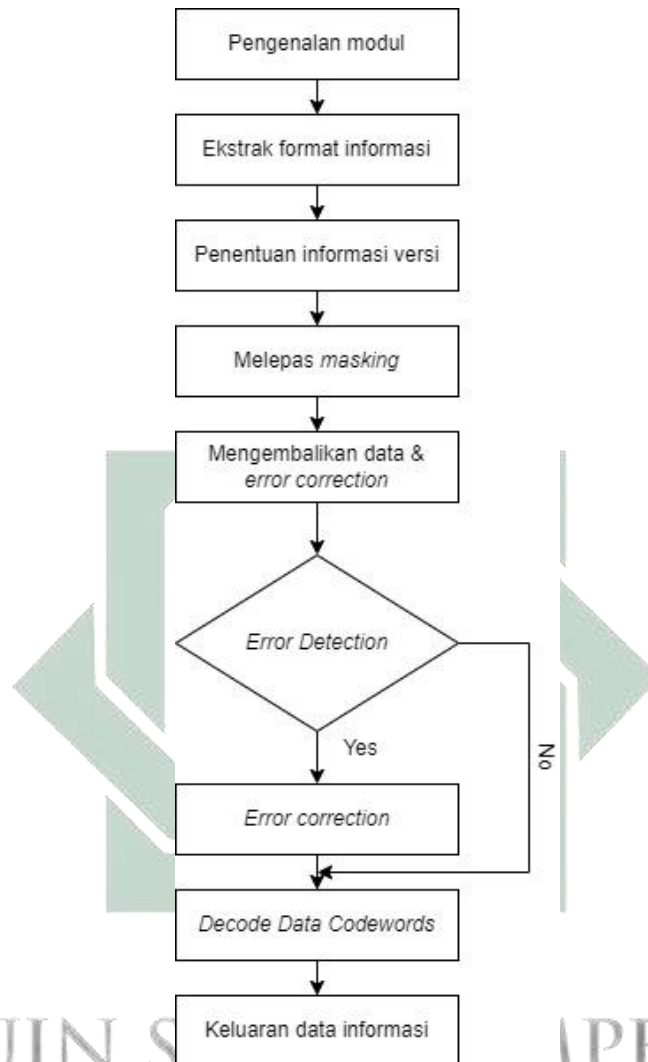 Pengenalan modul
Ekstrak format informasi
Penentuan informasi versi
Melepas masking
Mengembalikan data &
error correction
Error Detection
Yes
No
Error correction
Decode Data Codewords
Keluaran data informasi
UIN S